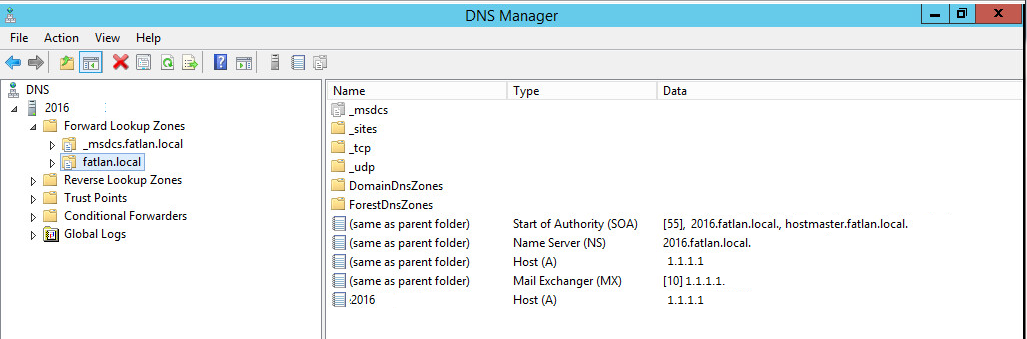 DNS Manager
File Action View Help
DNS
2016
Forward Lookup Zones
_msdcs.fatlan.local
fatlan.local
Reverse Lookup Zones
Trust Points
Conditional Forwarders
Global Logs
Name Type Data
_msdcs
_sites
_tcp
_udp
DomainDnsZones
ForestDnsZones
(same as parent folder) Start of Authority (SOA) [55], 2016.fatlan.local., hostmaster.fatlan.local.
(same as parent folder) Name Server (NS) 2016.fatlan.local.
(same as parent folder) Host (A) 1.1.1.1
(same as parent folder) Mail Exchanger (MX) [10] 1.1.1.1.
2016 Host (A) 1.1.1.1